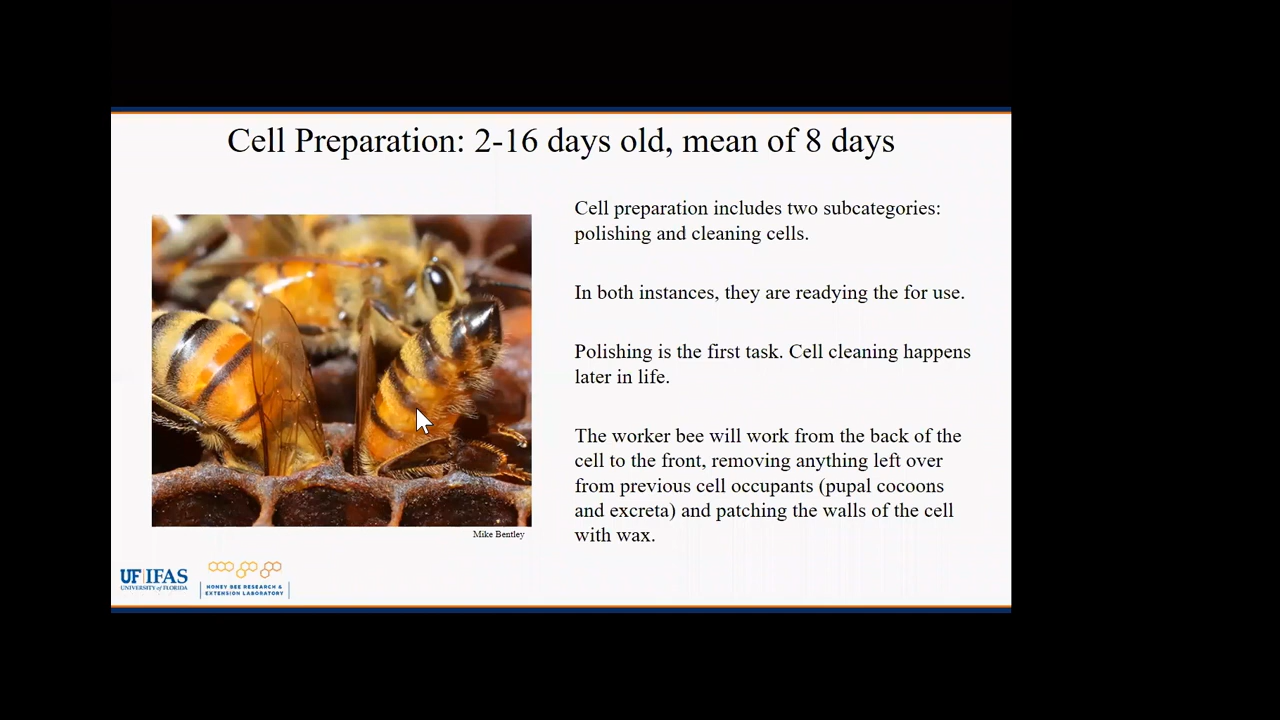 Cell Preparation: 2-16 days old, mean of 8 days
Cell preparation includes two subcategories:
polishing and cleaning cells.
In both instances, they are readying the for use.
Polishing is the first task. Cell cleaning happens
later in life.
The worker bee will work from the back of the
cell to the front, removing anything left over
from previous cell occupants (pupal cocoons
and excreta) and patching the walls of the cell
with wax.
Mike Bentley
UF|IFAS
UNIVERSITY of FLORIDA
HONEY BEE RESEARCH &
EXTENSION LABORATORY